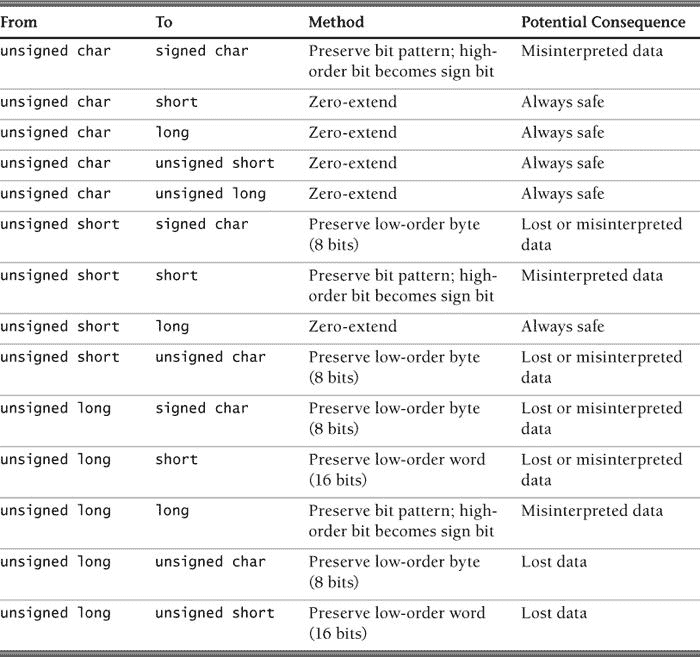 From To Method Potential Consequence
unsigned char signed char Preserve bit pattern; high- Misinterpreted data
order bit becomes sign bit
unsigned char short Zero-extend Always safe
unsigned char long Zero-extend Always safe
unsigned char unsigned short Zero-extend Always safe
unsigned char unsigned long Zero-extend Always safe
unsigned short signed char Preserve low-order byte Lost or misinterpreted
(8 bits) data
unsigned short short Preserve bit pattern; high- Misinterpreted data
order bit becomes sign bit
unsigned short long Zero-extend Always safe
unsigned short unsigned char Preserve low-order byte Lost or misinterpreted
(8 bits) data
unsigned long signed char Preserve low-order byte Lost or misinterpreted
(8 bits) data
unsigned long short Preserve low-order word Lost or misinterpreted
(16 bits) data
unsigned long long Preserve bit pattern; high- Misinterpreted data
order bit becomes sign bit
unsigned long unsigned char Preserve low-order byte Lost data
(8 bits)
unsigned long unsigned short Preserve low-order word Lost data
(16 bits)